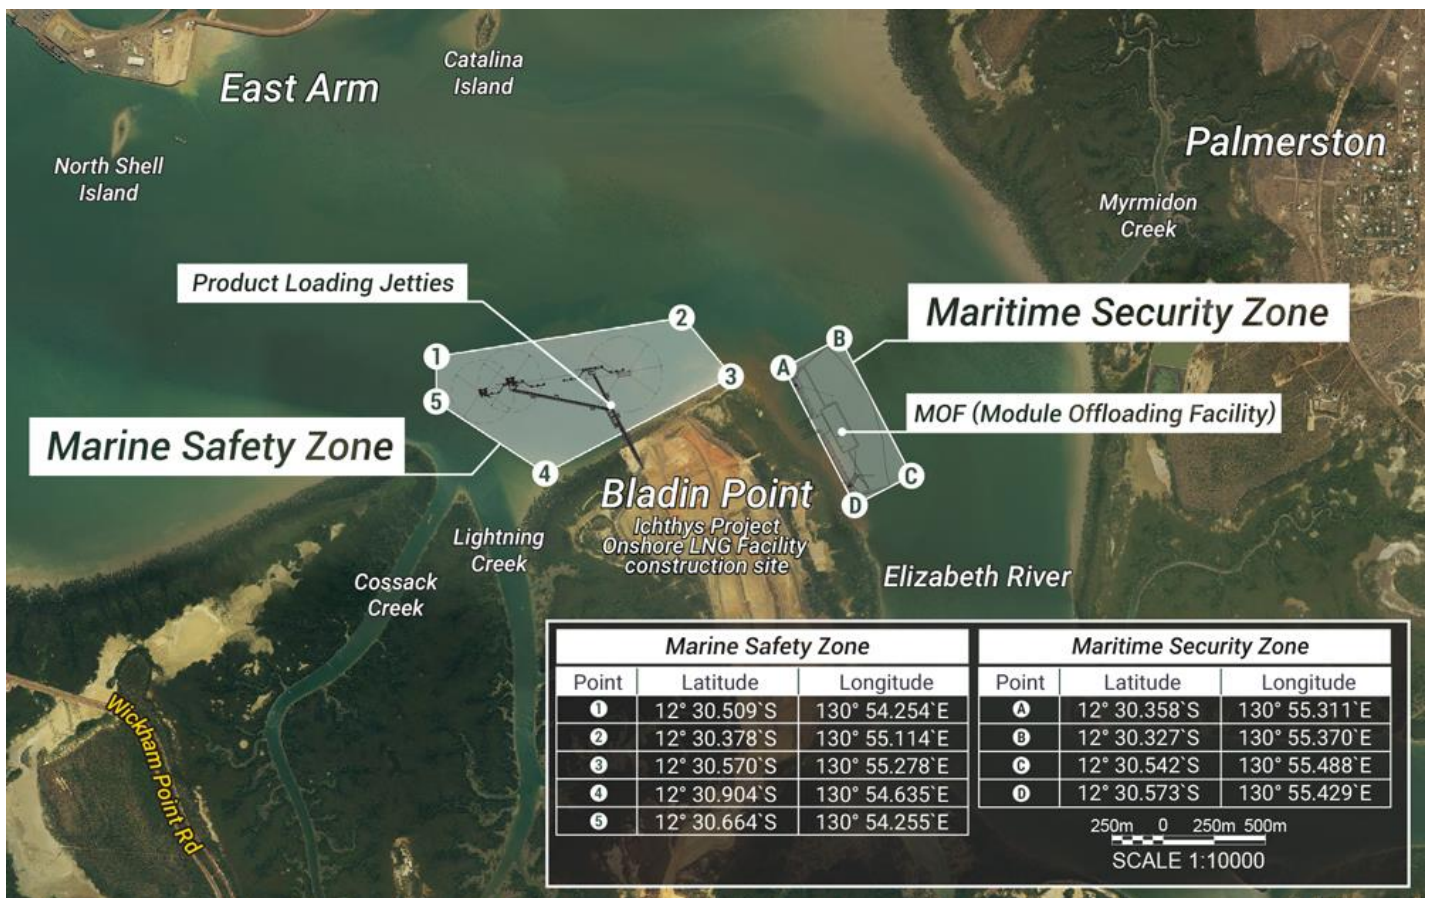 East Arm
Catalina
Island
North Shell
Island
Palmerston
Myrmidon
Creek
Product Loading Jetties
Maritime Security Zone
1
2
3
4
5
A
B
C
D
MOF (Module Offloading Facility)
Marine Safety Zone
Bladin Point
Ichthys Project
Onshore LNG Facility
construction site
Lightning
Creek
Cossack
Creek
Elizabeth River
Wickham Point Rd
Marine Safety Zone
Point Latitude Longitude
1 12° 30.509`S 130° 54.254`E
2 12° 30.378`S 130° 55.114`E
3 12° 30.570`S 130° 55.278`E
4 12° 30.904`S 130° 54.635`E
5 12° 30.664`S 130° 54.255`E
Maritime Security Zone
Point Latitude Longitude
A 12° 30.358`S 130° 55.311`E
B 12° 30.327`S 130° 55.370`E
C 12° 30.542`S 130° 55.488`E
D 12° 30.573`S 130° 55.429`E
250m 0 250m 500m
SCALE 1:10000